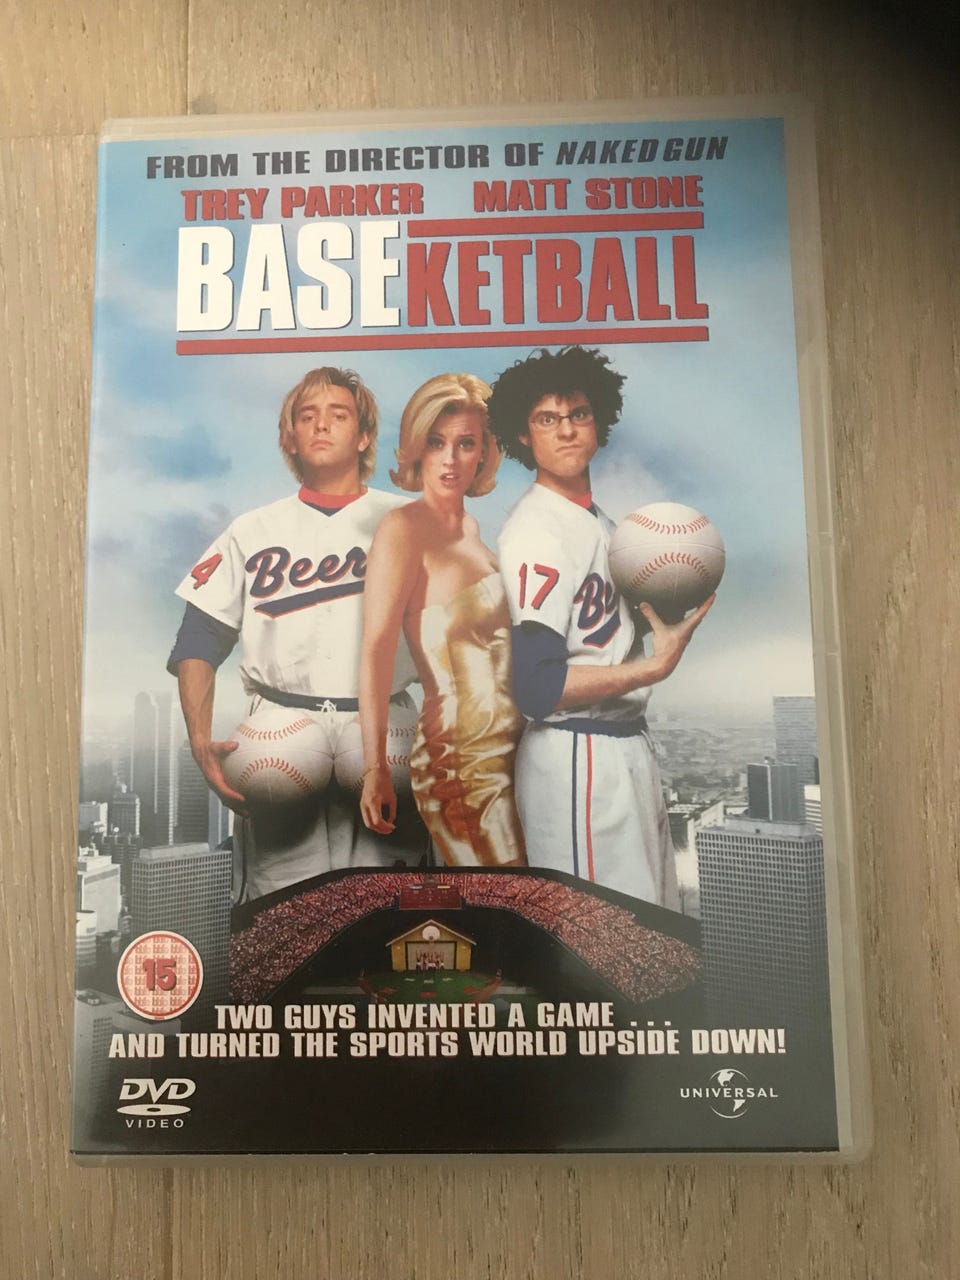 FROM THE DIRECTOR OF NAKED GUN
TREY PARKER MATT STONE
BASEKETBALL
4
Beer
17
Be
15
TWO GUYS INVENTED A GAME ...
AND TURNED THE SPORTS WORLD UPSIDE DOWN!
DVD
VIDEO
UNIVERSAL